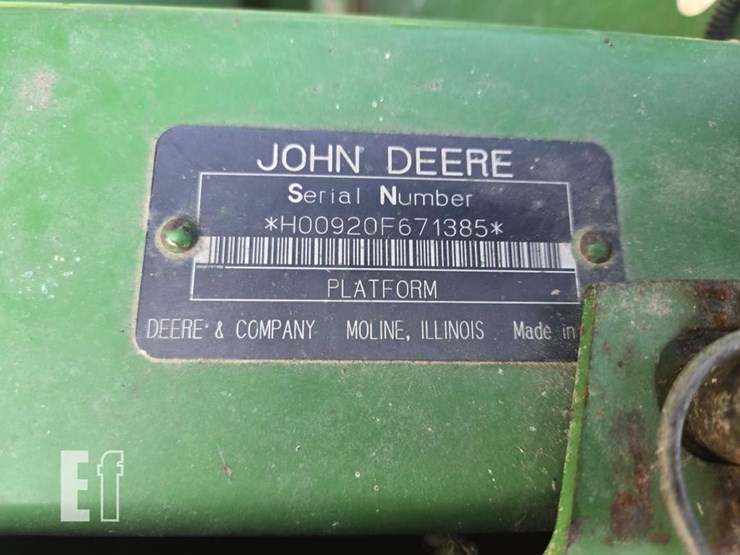 JOHN DEERE
Serial Number
*H00920F671385*
PLATFORM
DEERE & COMPANY MOLINE, ILLINOIS Made in
Ef